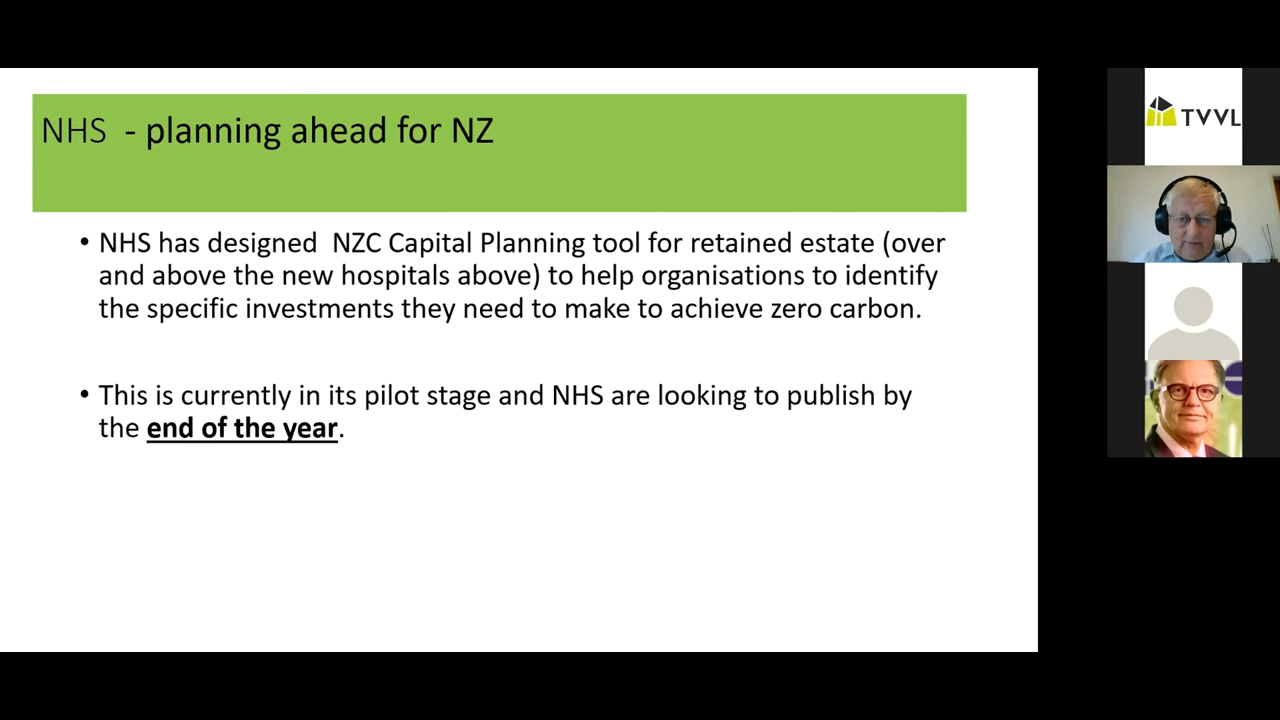 NHS - planning ahead for NZ
• NHS has designed NZC Capital Planning tool for retained estate (over
and above the new hospitals above) to help organisations to identify
the specific investments they need to make to achieve zero carbon.
• This is currently in its pilot stage and NHS are looking to publish by
the end of the year.
TVVL